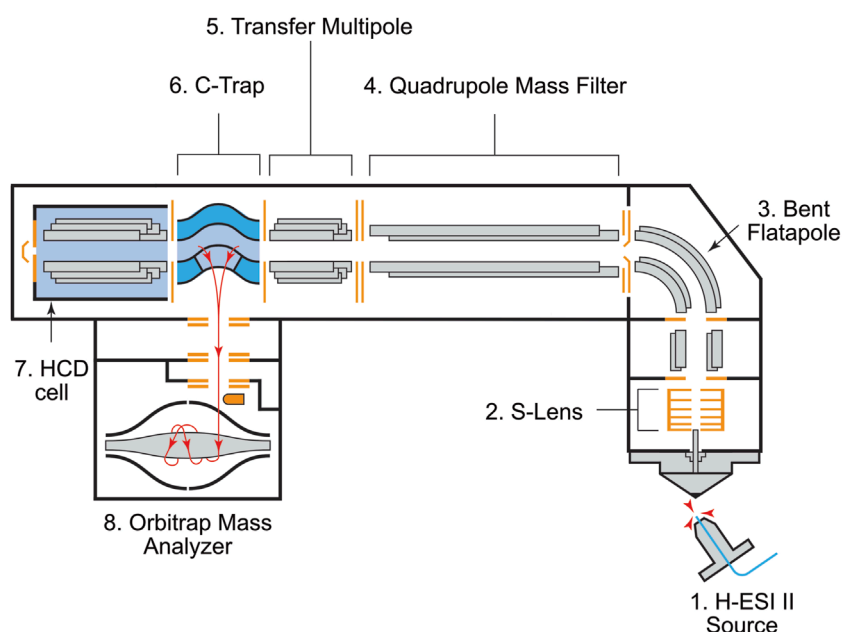 5. Transfer Multipole
6. C-Trap
4. Quadrupole Mass Filter
3. Bent
Flatapole
7. HCD
cell
2. S-Lens
8. Orbitrap Mass
Analyzer
1. H-ESI II
Source